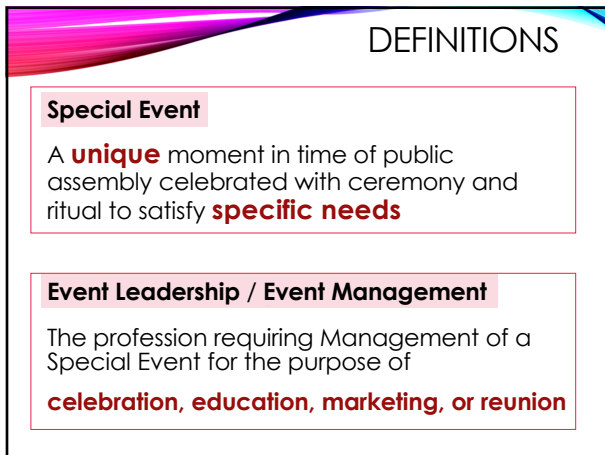 DEFINITIONS
Special Event
A unique moment in time of public
assembly celebrated with ceremony and
ritual to satisfy specific needs
Event Leadership / Event Management
The profession requiring Management of a
Special Event for the purpose of
celebration, education, marketing, or reunion